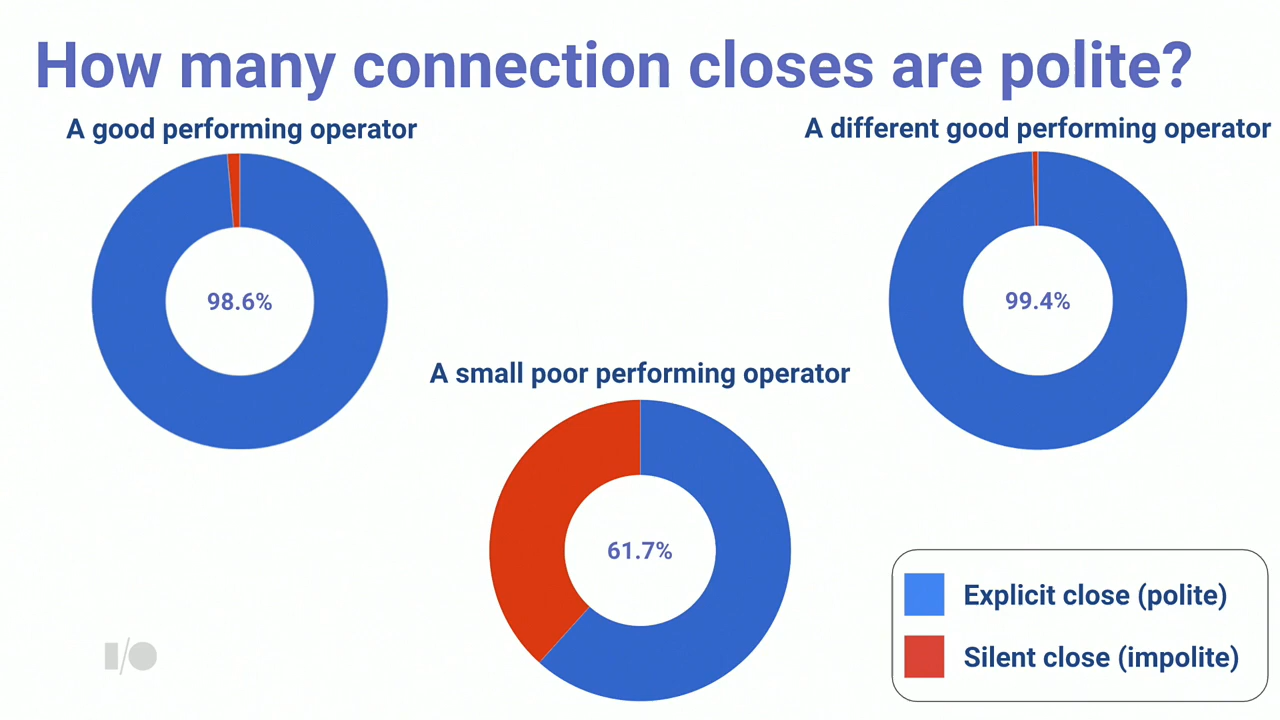 How many connection closes are polite?
A good performing operator
A different good performing operator
98.6%
99.4%
A small poor performing operator
61.7%
Explicit close (polite)
Silent close (impolite)
I/O